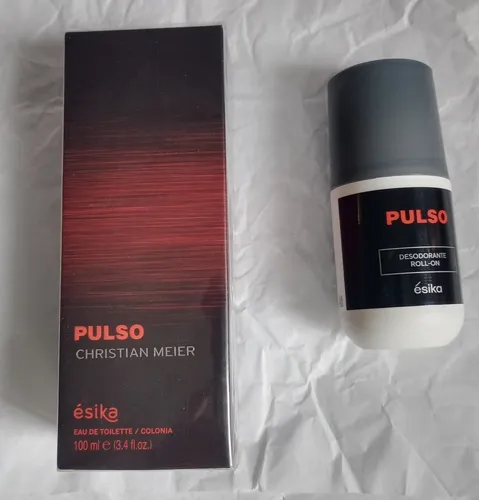 PULSO
CHRISTIAN MEIER
ésika
EAU DE TOILETTE / COLONIA
100 ml e (3.4 fl.oz.)
PULSO
DESODORANTE
ROLL-ON
ésika